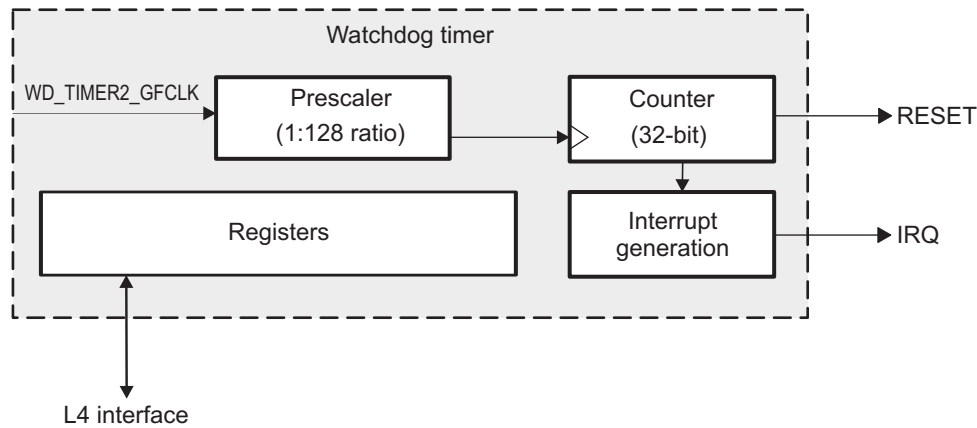 Watchdog timer
WD_TIMER2_GFCLK
Prescaler
(1:128 ratio)
Counter
(32-bit)
RESET
Registers
Interrupt
generation
IRQ
L4 interface